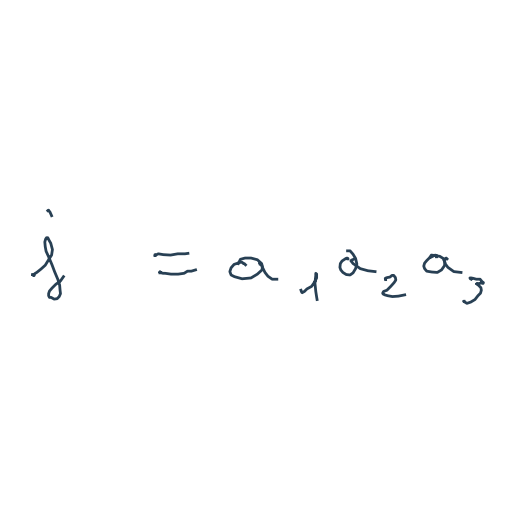 ḟ = a₁a₂a₃